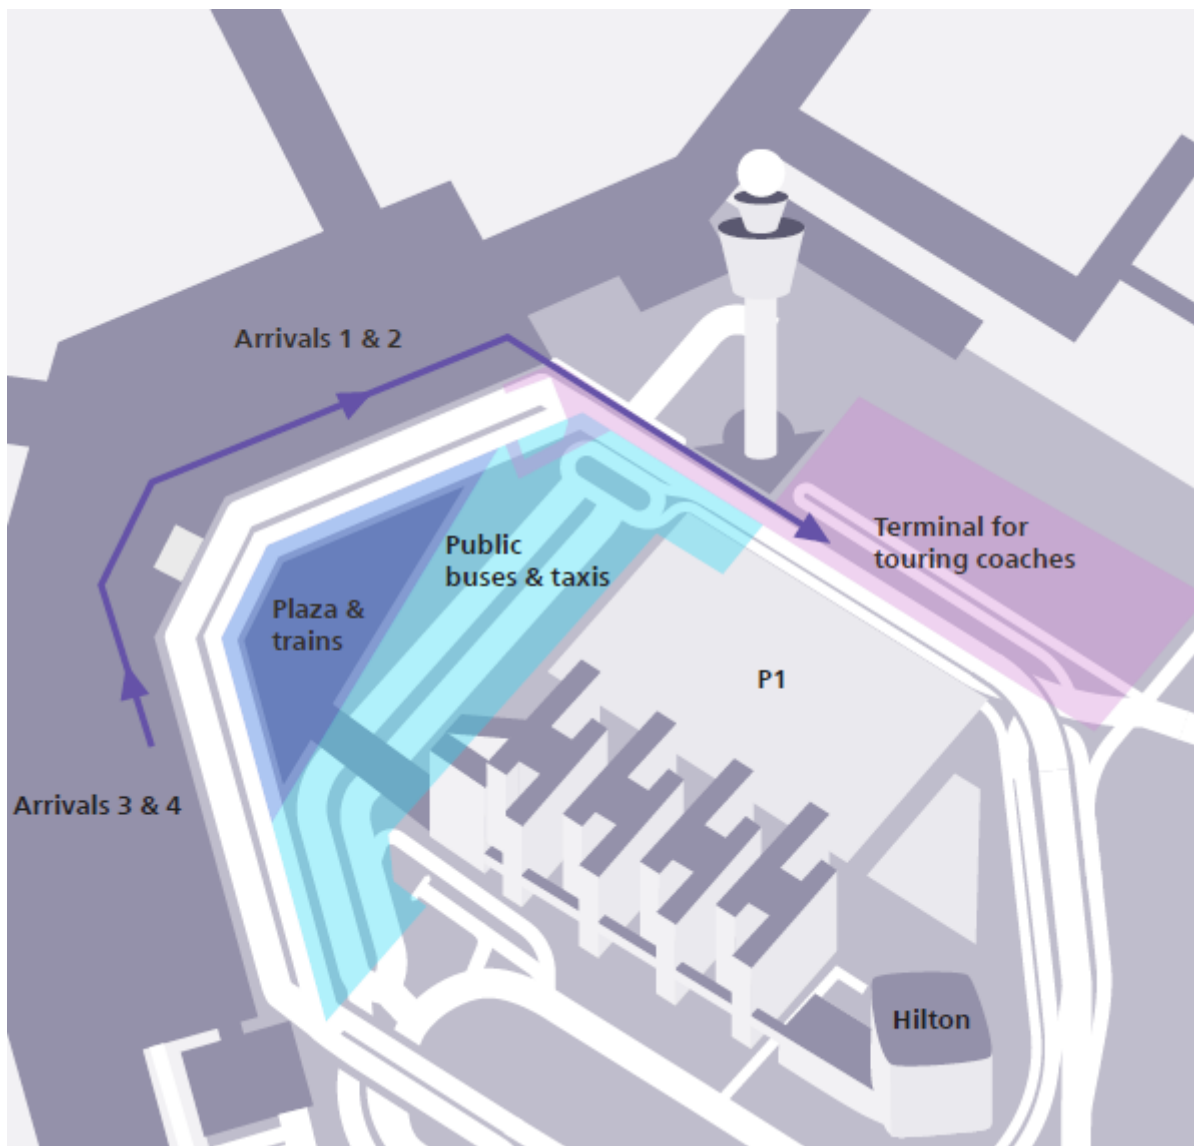 Arrivals 1 & 2
Terminal for
touring coaches
Public
buses & taxis
Plaza &
trains
P1
Arrivals 3 & 4
Hilton